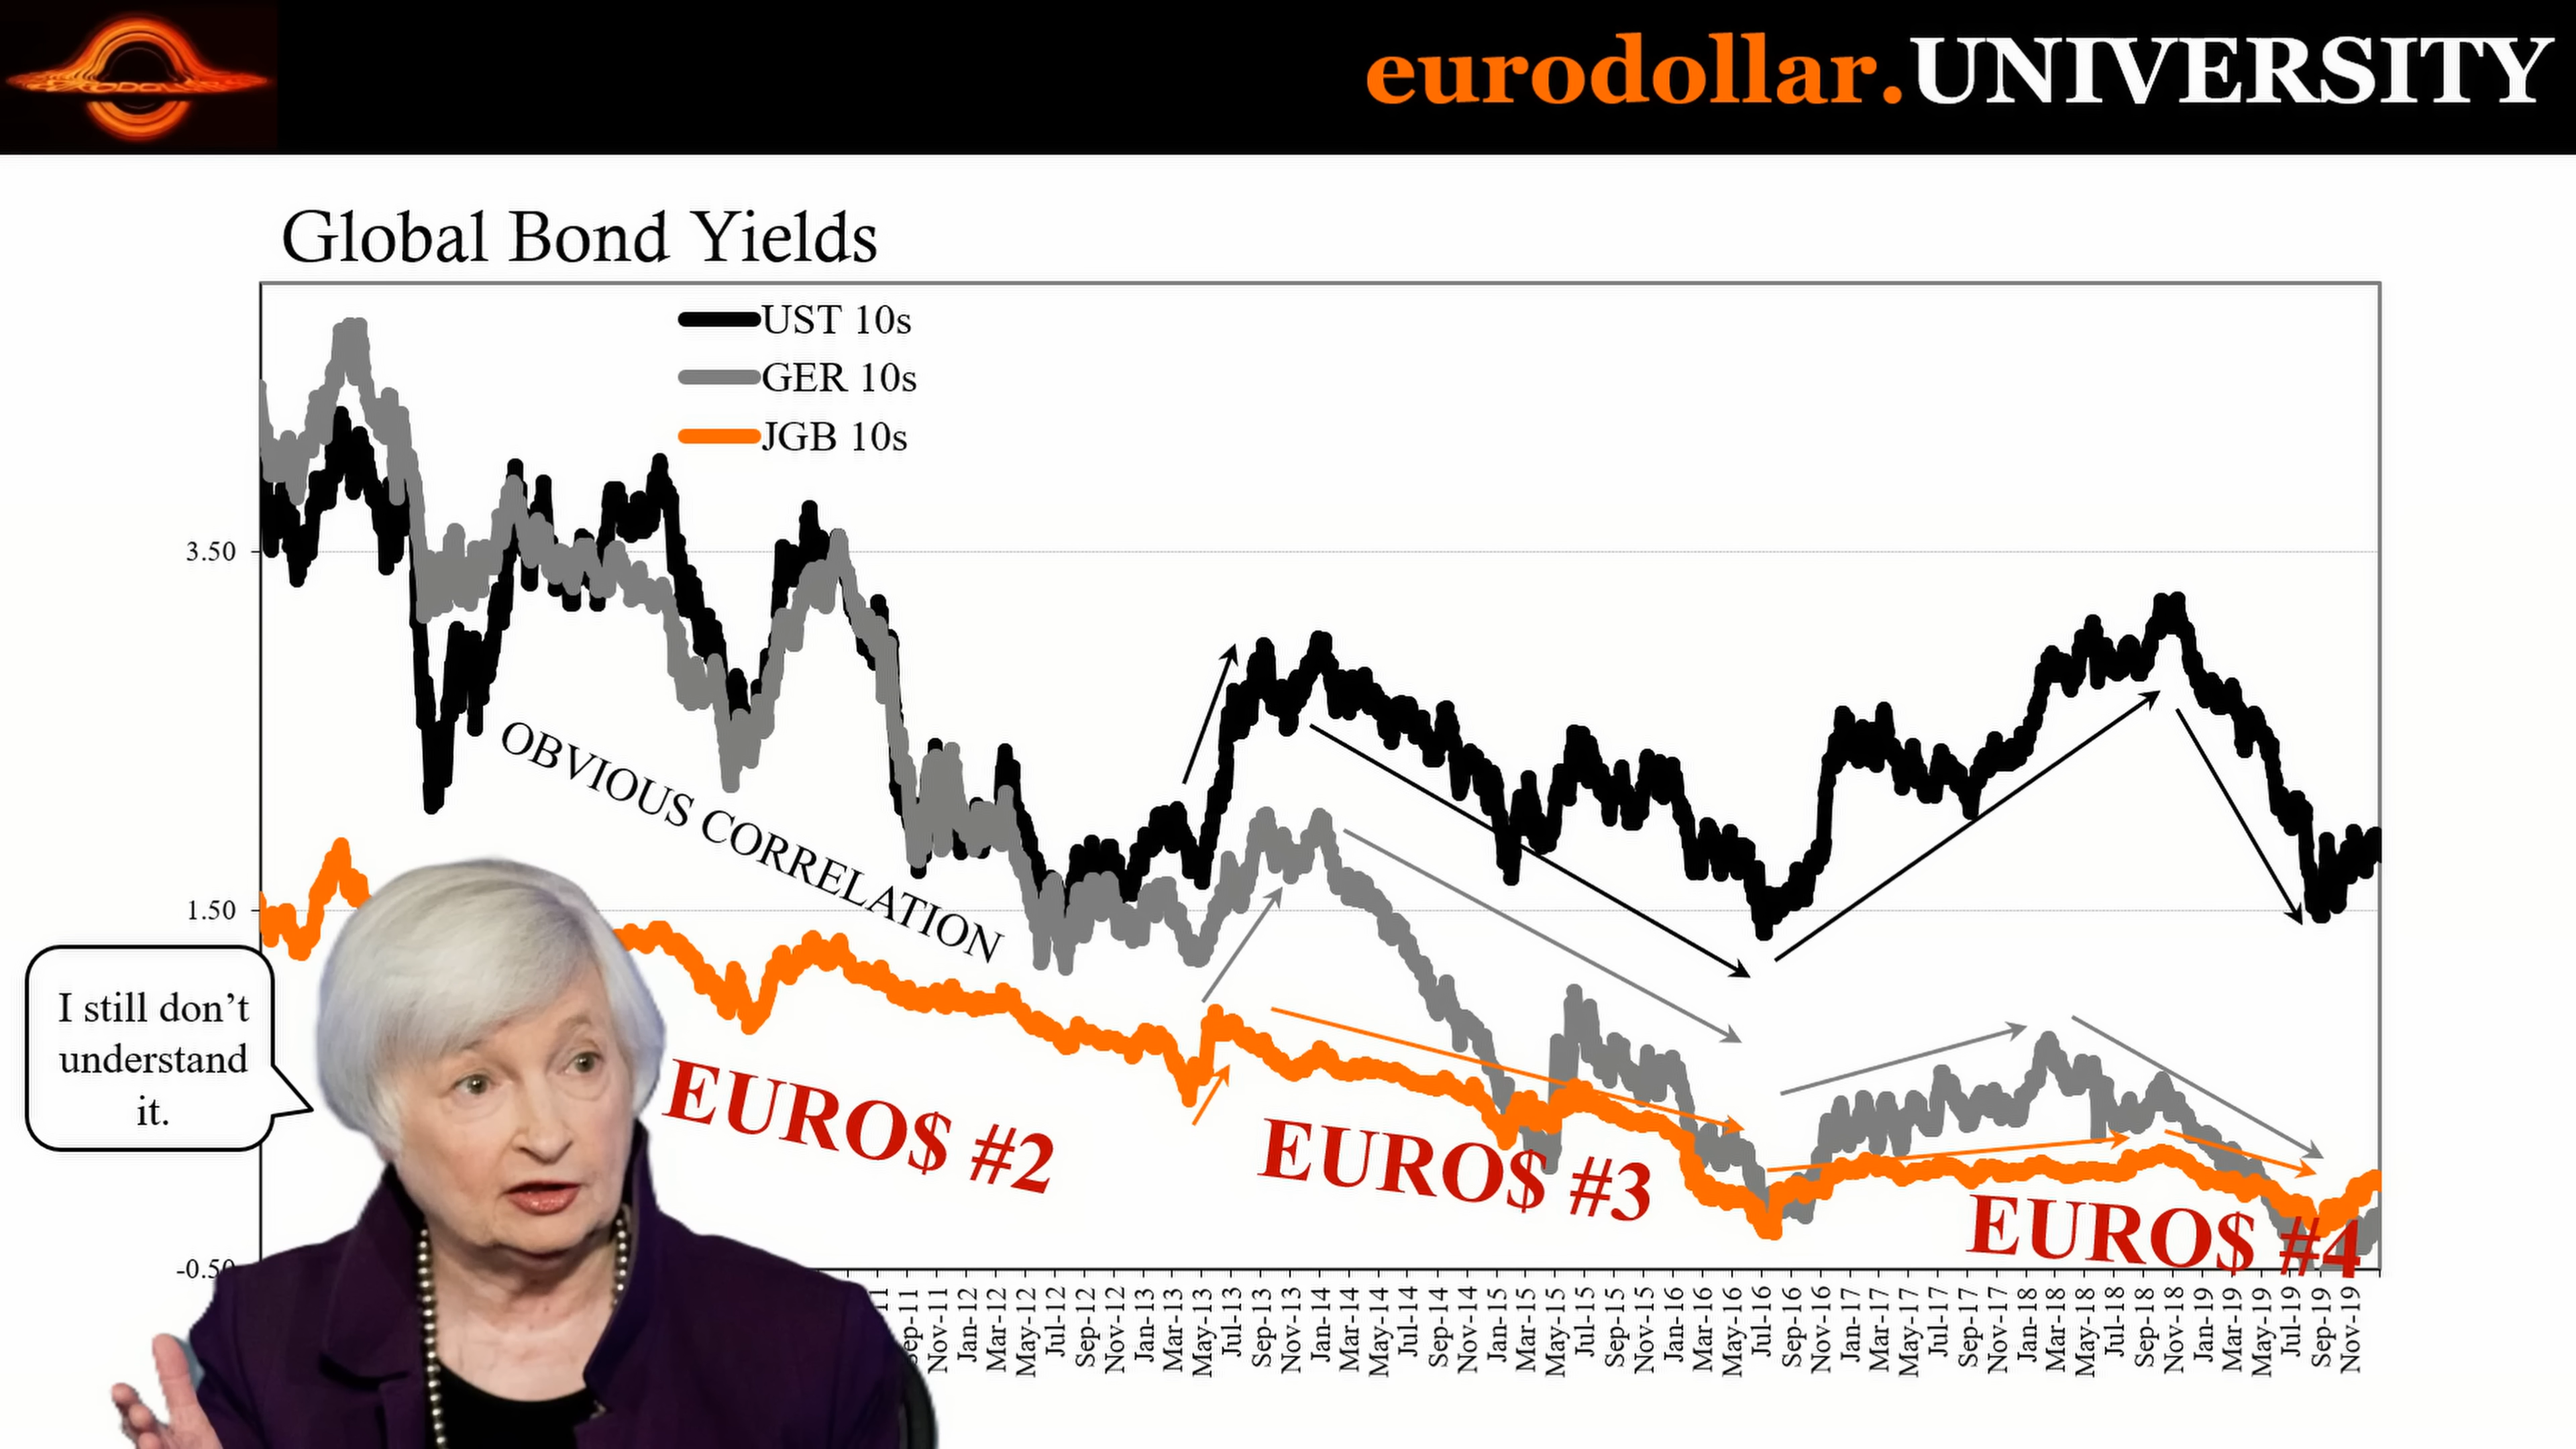 eurodollar.UNIVERSITY
Global Bond Yields
UST 10s
GER 10s
JGB 10s
3.50
1.50
-0.50
OBVIOUS CORRELATION
I still don’t
understand
it.
EURO$ #2
EURO$ #3
EURO$ #4
11
Sep-11
Nov-11
Jan-12
Mar-12
May-12
Jul-12
Sep-12
Nov-12
Jan-13
Mar-13
May-13
Jul-13
Sep-13
Nov-13
Jan-14
Mar-14
May-14
Jul-14
Sep-14
Nov-14
Jan-15
Mar-15
May-15
Jul-15
Sep-15
Nov-15
Jan-16
Mar-16
May-16
Jul-16
Sep-16
Nov-16
Jan-17
Mar-17
May-17
Jul-17
Sep-17
Nov-17
Jan-18
Mar-18
May-18
Jul-18
Sep-18
Nov-18
Jan-19
Mar-19
May-19
Jul-19
Sep-19
Nov-19